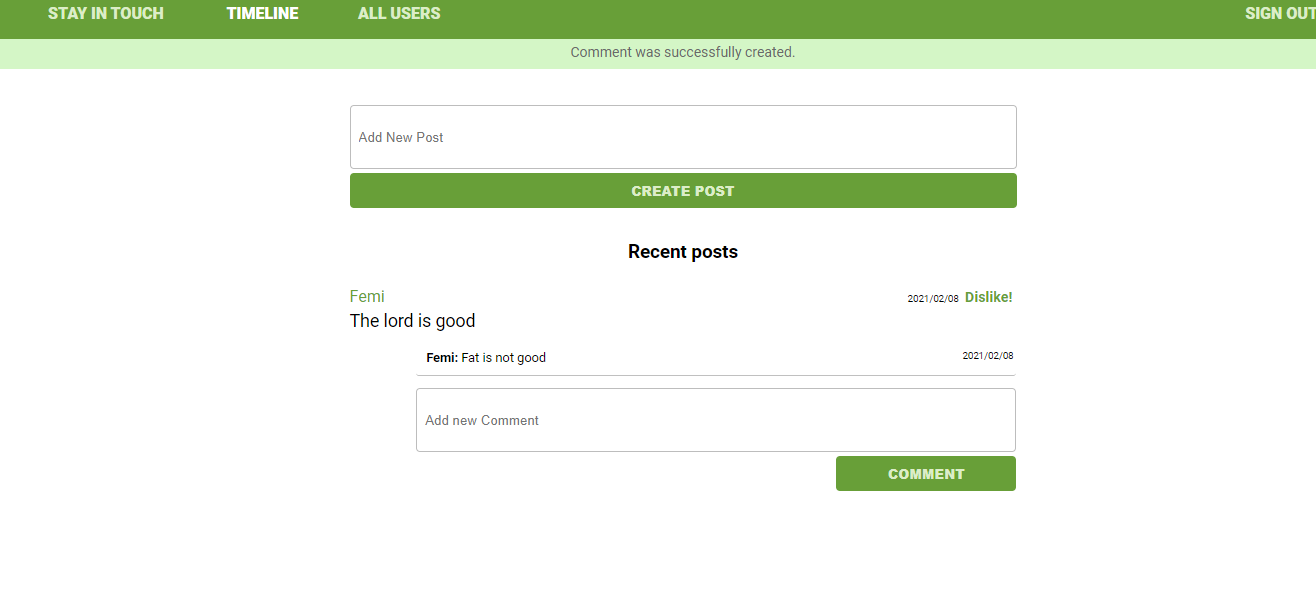 STAY IN TOUCH TIMELINE ALL USERS SIGN OUT
Comment was successfully created.
Add New Post
CREATE POST
Recent posts
Femi 2021/02/08 Dislike!
The lord is good
Femi: Fat is not good 2021/02/08
Add new Comment
COMMENT